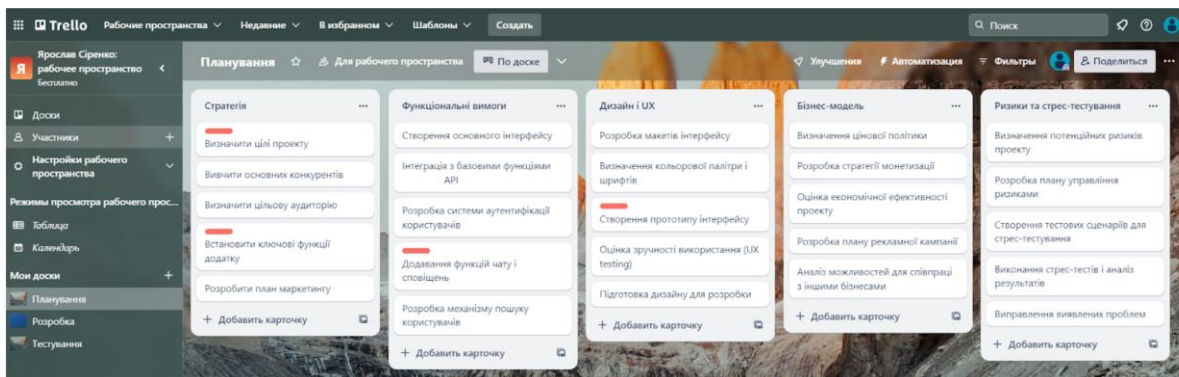 Trello Рабочие пространства Недавние В избранном Шаблоны Создать Поиск
Я
Ярослав Сіренко:
рабочее пространство
Бесплатно
Доски
Участники
Настройки рабочего
пространства
Режимы просмотра рабочего прос...
Таблица
Календарь
Мои доски
Планування
Розробка
Тестування
Планування Для рабочего пространства По доске Улучшения Автоматизация Фильтры Поделиться
Стратегія
Визначити цілі проекту
Вивчити основних конкурентів
Визначити цільову аудиторію
Встановити ключові функції
додатку
Розробити план маркетингу
+ Добавить карточку
Функціональні вимоги
Створення основного інтерфейсу
Інтеграція з базовими функціями
API
Розробка системи аутентифікації
користувачів
Додавання функцій чату і
сповіщень
Розробка механізму пошуку
користувачів
+ Добавить карточку
Дизайн і UX
Розробка макетів інтерфейсу
Визначення кольорової палітри і
шрифтів
Створення прототипу інтерфейсу
Оцінка зручності використання (UX
testing)
Підготовка дизайну для розробки
+ Добавить карточку
Бізнес-модель
Визначення цінової політики
Розробка стратегії монетизації
Оцінка економічної ефективності
проекту
Розробка плану рекламної кампанії
Аналіз можливостей для співпраці
з іншими бізнесами
+ Добавить карточку
Ризики та стрес-тестування
Визначення потенційних ризиків
проекту
Розробка плану управління
ризиками
Створення тестових сценаріїв для
стрес-тестування
Виконання стрес-тестів і аналіз
результатів
Виправлення виявлених проблем
+ Добавить карточку